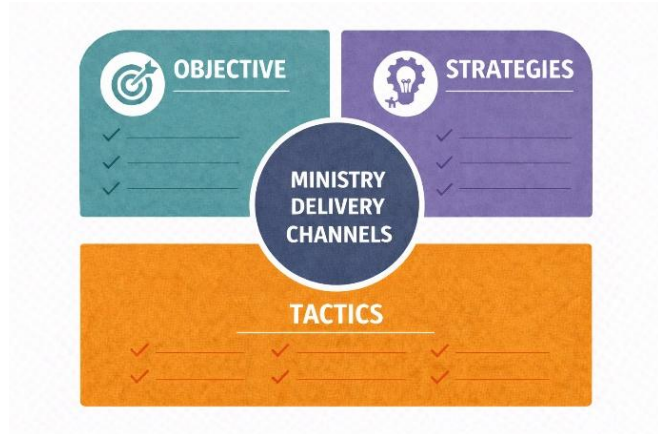 OBJECTIVE
STRATEGIES
MINISTRY
DELIVERY
CHANNELS
TACTICS